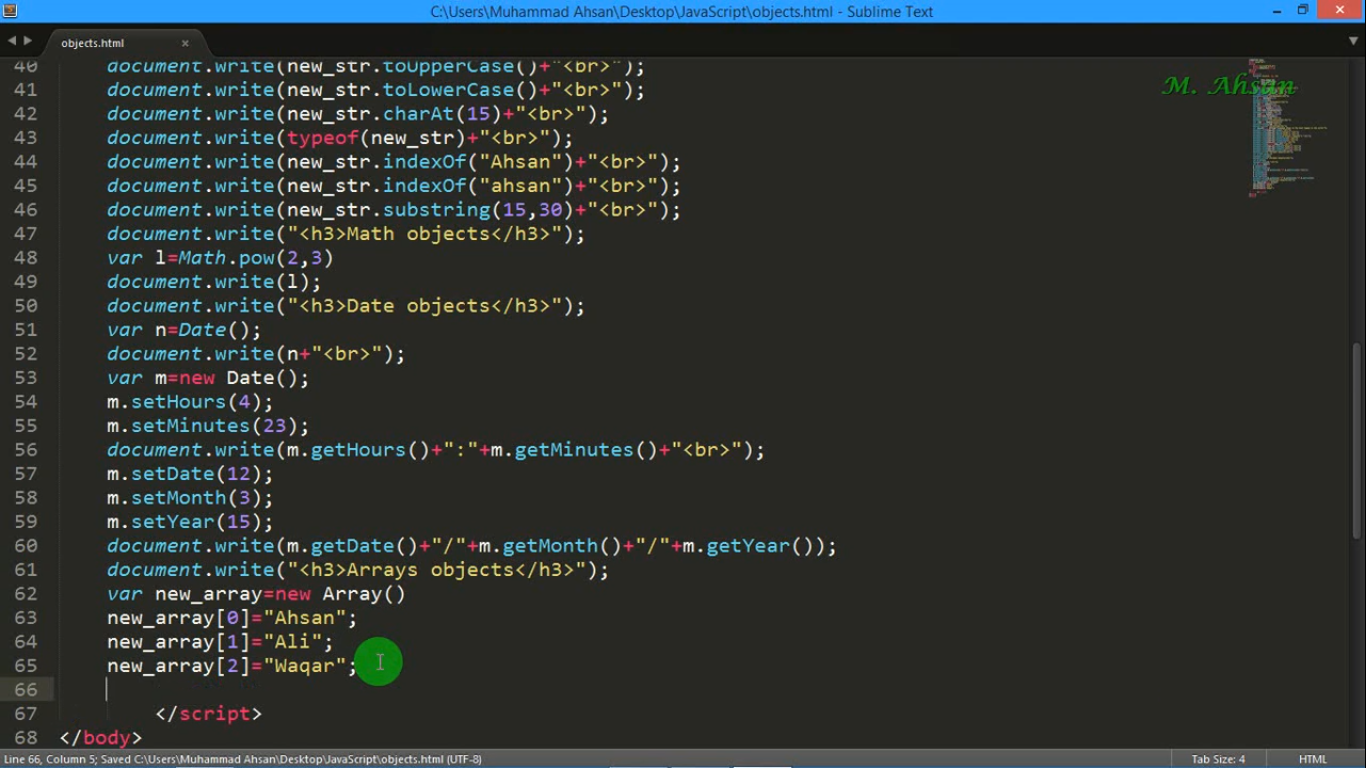 C:\Users\Muhammad Ahsan\Desktop\JavaScript\objects.html - Sublime Text
objects.html
M. Ahsan
40 document.write(new_str.toUpperCase()+"<br>");
41 document.write(new_str.toLowerCase()+"<br>");
42 document.write(new_str.charAt(15)+"<br>");
43 document.write(typeof(new_str)+"<br>");
44 document.write(new_str.indexOf("Ahsan")+"<br>");
45 document.write(new_str.indexOf("ahsan")+"<br>");
46 document.write(new_str.substring(15,30)+"<br>");
47 document.write("<h3>Math objects</h3>");
48 var l=Math.pow(2,3)
49 document.write(l);
50 document.write("<h3>Date objects</h3>");
51 var n=Date();
52 document.write(n+"<br>");
53 var m=new Date();
54 m.setHours(4);
55 m.setMinutes(23);
56 document.write(m.getHours()+":"+m.getMinutes()+"<br>");
57 m.setDate(12);
58 m.setMonth(3);
59 m.setYear(15);
60 document.write(m.getDate()+"/"+m.getMonth()+"/"+m.getYear());
61 document.write("<h3>Arrays objects</h3>");
62 var new_array=new Array()
63 new_array[0]="Ahsan";
64 new_array[1]="Ali";
65 new_array[2]="Waqar";
66
67 </script>
68 </body>
Line 66, Column 5; Saved C:\Users\Muhammad Ahsan\Desktop\JavaScript\objects.html (UTF-8) Tab Size: 4 HTML